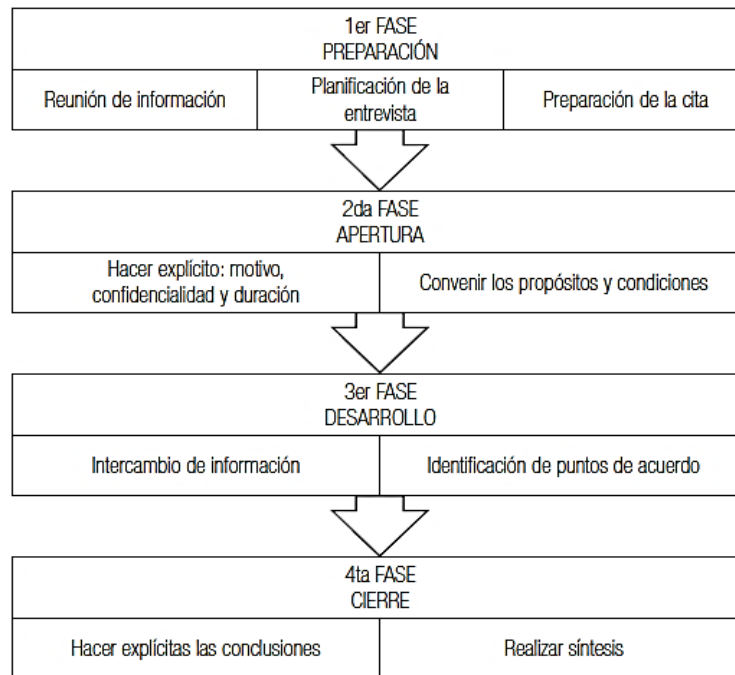 1er FASE
PREPARACIÓN
Reunión de información
Planificación de la
entrevista
Preparación de la cita
2da FASE
APERTURA
Hacer explícito: motivo,
confidencialidad y duración
Convenir los propósitos y condiciones
3er FASE
DESARROLLO
Intercambio de información
Identificación de puntos de acuerdo
4ta FASE
CIERRE
Hacer explícitas las conclusiones
Realizar síntesis